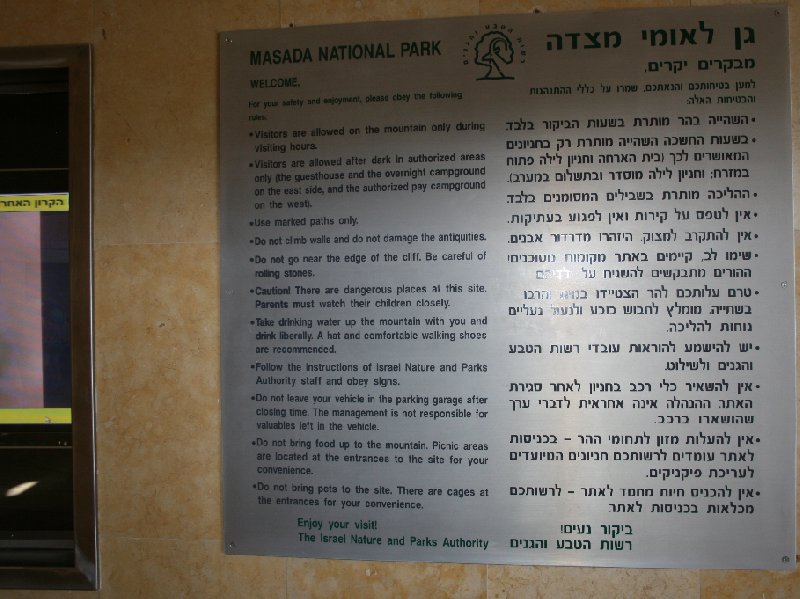 MASADA NATIONAL PARK
WELCOME,
For your safety and enjoyment, please obey the following
rules.
•Visitors are allowed on the mountain only during
visiting hours.
•Visitors are allowed after dark in authorized areas
only (the guesthouse and the overnight campground
on the east side, and the authorized pay campground
on the west).
•Use marked paths only.
•Do not climb walls and do not damage the antiquities.
•Do not go near the edge of the cliff. Be careful of
rolling stones.
•Caution! There are dangerous places at this site.
Parents must watch their children closely.
•Take drinking water up the mountain with you and
drink liberally. A hat and comfortable walking shoes
are recommended.
•Follow the instructions of Israel Nature and Parks
Authority staff and obey signs.
•Do not leave your vehicle in the parking garage after
closing time. The management is not responsible for
valuables left in the vehicle.
•Do not bring food up to the mountain. Picnic areas
are located at the entrances to the site for your
convenience.
•Do not bring pets to the site. There are cages at
the entrances for your convenience.
Enjoy your visit!
The Israel Nature and Parks Authority
גן לאומי מצדה
מבקרים יקרים,
למען בטיחותכם והנאתכם, שמרו על כללי ההתנהגות
והבטיחות האלה:
•השהייה בהר מותרת בשעות הביקור בלבד.
•בשעות החשכה השהייה מותרת רק בחניונים
המאושרים לכך (בית הארחה וחניון לילה פתוח
במזרח; וחניון לילה מוסדר ובתשלום במערב).
•ההליכה מותרת בשבילים המסומנים בלבד.
•אין לטפס על קירות ואין לפגוע בעתיקות.
•אין להתקרב למצוק. היזהרו מדרדור אבנים.
•שימו לב, קיימים באתר מקומות מסוכנים!
ההורים מתבקשים להשגיח על ילדיהם.
•טרם עלותכם להר הצטיידו במים והרבו
בשתייה. מומלץ לחבוש כובע ולנעול נעליים
נוחות להליכה.
•יש להישמע להוראות עובדי רשות הטבע
והגנים ולשילוט.
•אין להשאיר כלי רכב בחניון לאחר סגירת
האתר. ההנהלה אינה אחראית לדברי ערך
שהושארו ברכב.
•אין להעלות מזון לתחומי ההר – בכניסות
לאתר עומדים לרשותכם חניונים המיועדים
לעריכת פיקניקים.
•אין להכניס חיות מחמד לאתר – לרשותכם
מכלאות בכניסות לאתר.
ביקור נעים!
רשות הטבע והגנים
הקרון האחר